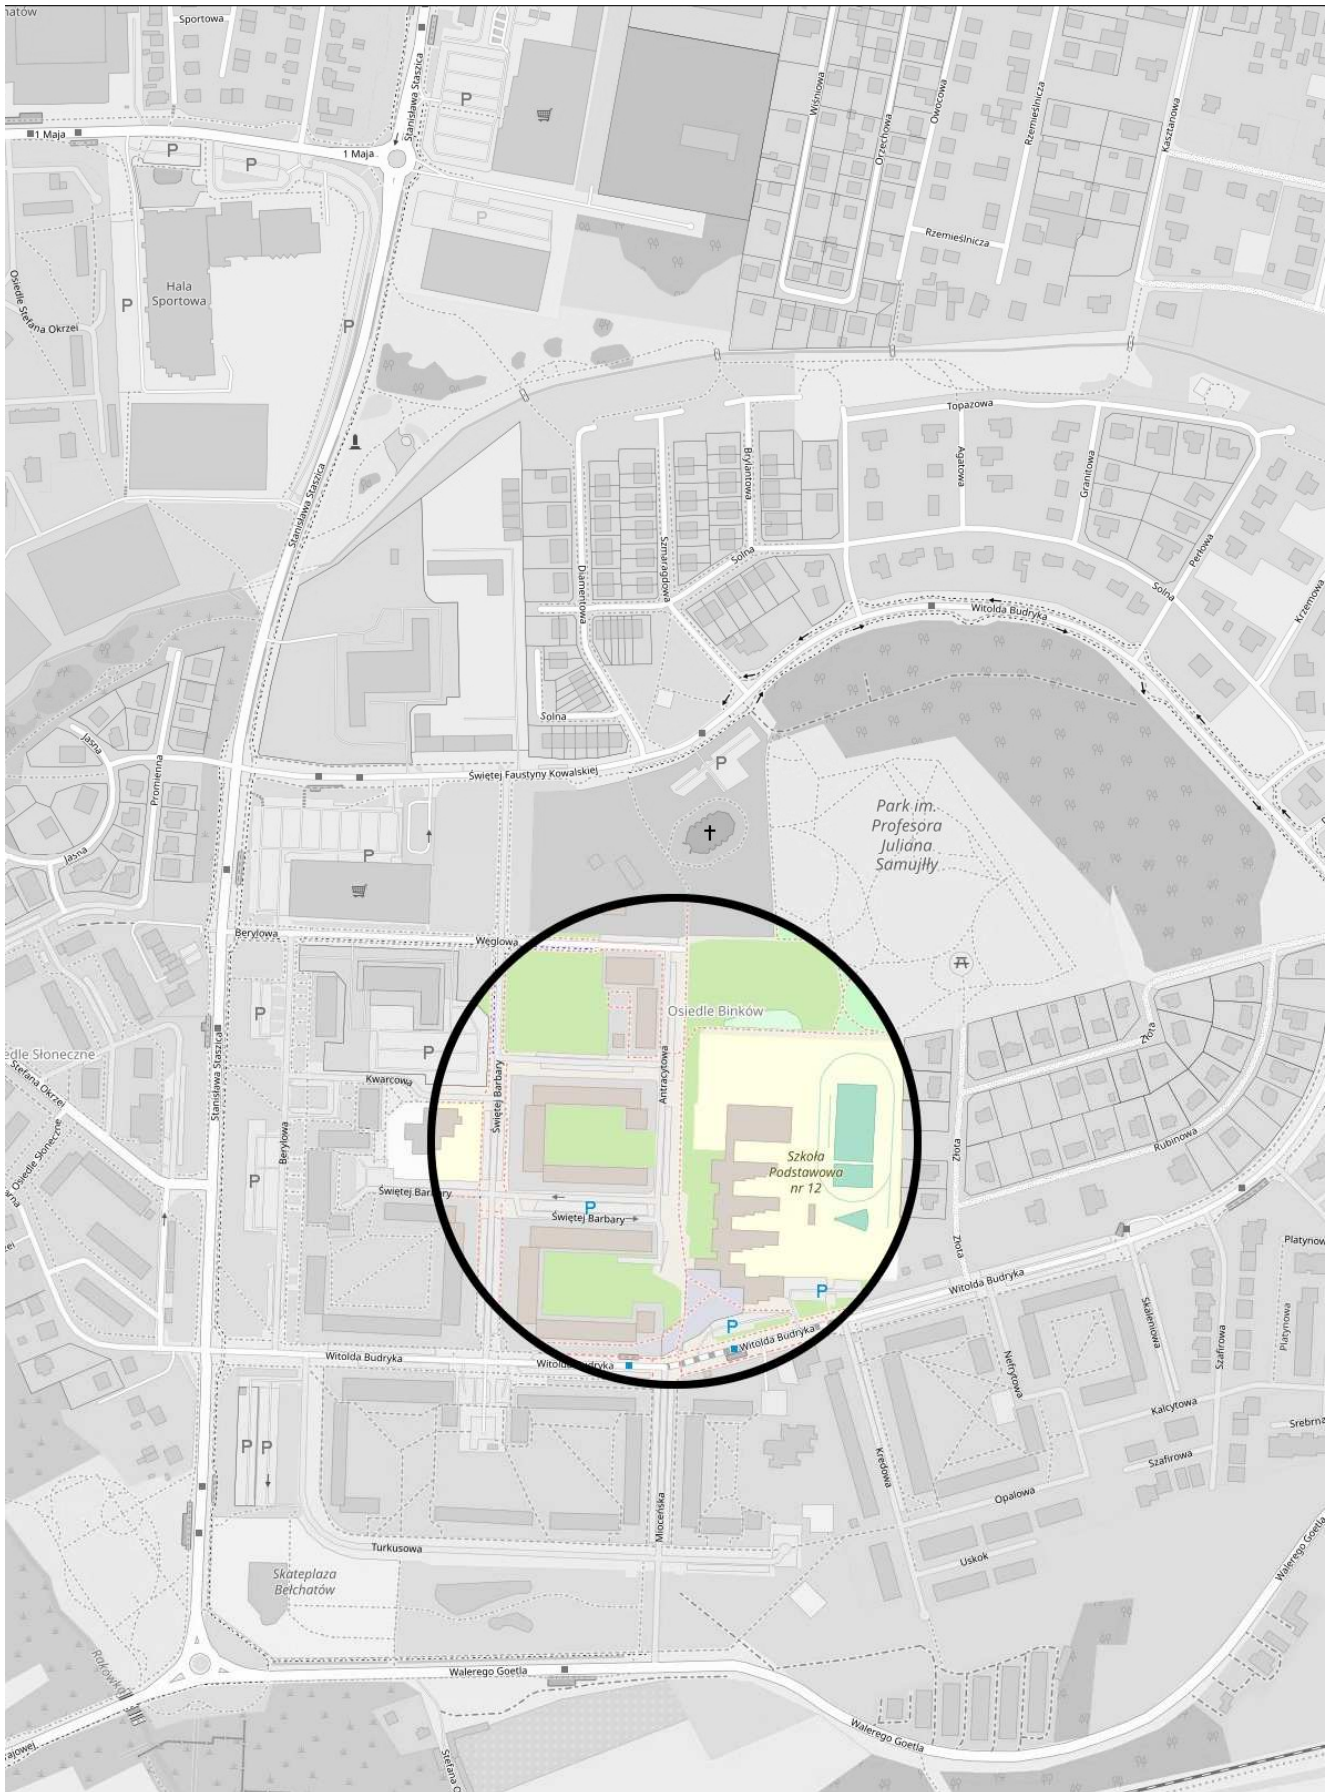 Sportowa
Stanisława Staszica
1 Maja
P
1 Maja
P
P
P
Wiśniowa
Orzechowa
Owocowa
Rzemieślnicza
Kasztanowa
Rzemieślnicza
Osiedle Stefana Okrzei
Hala
Sportowa
P
P
Topazowa
Brylantowa
Agatowa
Granitowa
Stanisława Staszica
Szmaragdowa
Solna
Diamentowa
Perłowa
Solna
Krzemowa
Witolda Budryka
Solna
Jasna
Promienna
Świętej Faustyny Kowalskiej
P
Park im.
Profesora
Juliana
Samujłły
Jasna
P
Berylowa
Węglowa
Osiedle Binków
P
P
Złota
Stefana Okrzei
Stanisława Staszica
Kwarcowa
Świętej Barbary
Antracytowa
Osiedle Słoneczne
Berylowa
Złota
Rubinowa
Szkoła
Podstawowa
nr 12
P
Świętej Barbary
P
Świętej Barbary
Złota
Platynowa
Witolda Budryka
P
P
Skaleniowa
Szafirowa
Platynowa
Witolda Budryka
Witolda Budryka
Witolda Budryka
Nefrytowa
Kalcytowa
Srebrna
P P
Kredowa
Szafirowa
Opalowa
Mioceńska
Turkusowa
Uskok
Walerego Goetla
Skateplaza
Bełchatów
Rakówka
Walerego Goetla
Walerego Goetla